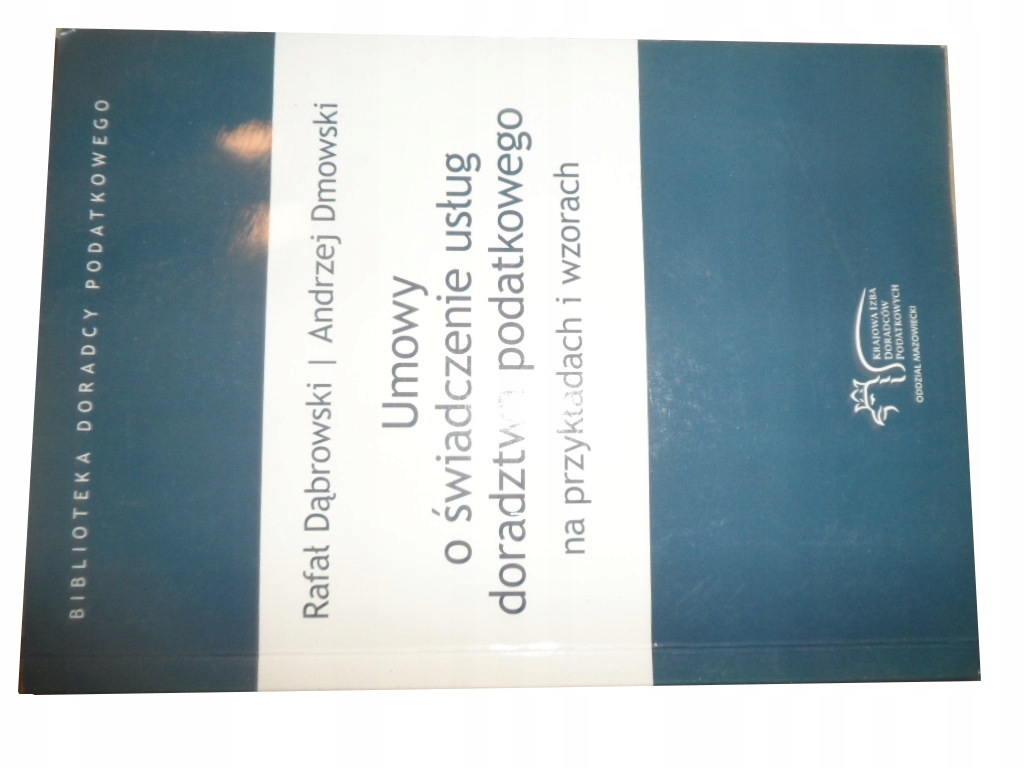 BIBLIOTEKA DORADCY PODATKOWEGO
Rafał Dąbrowski | Andrzej Dmowski
Umowy
o świadczenie usług
doradztwa podatkowego
na przykładach i wzorach
KRAJOWA IZBA
DORADCÓW
PODATKOWYCH
ODDZIAŁ MAZOWIECKI